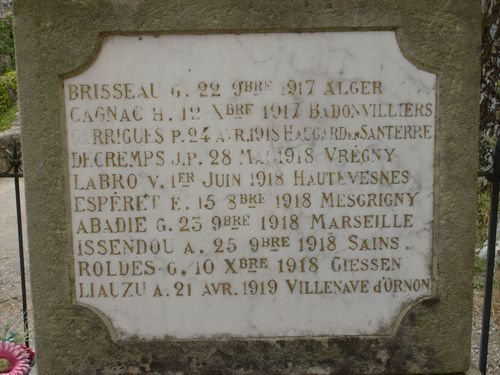 BRISSEAU G. 22 9BRE 1917 ALGER
CAGNAC H. 12 XBRE 1917 BADONVILLIERS
GARRIGUES P. 24 AVR. 1918 HANGARD EN SANTERRE
DECREMPS J.P. 28 MAI 1918 VRÉGNY
LABRO V. 1ER JUIN 1918 HAUTEVESNES
ESPÉRET E. 15 8BRE 1918 MESGRIGNY
ABADIE G. 23 9BRE 1918 MARSEILLE
ISSENDOU A. 25 9BRE 1918 SAINS
ROLDES G. 10 XBRE 1918 GIESSEN
LIAUZU A. 21 AVR. 1919 VILLENAVE D'ORNON